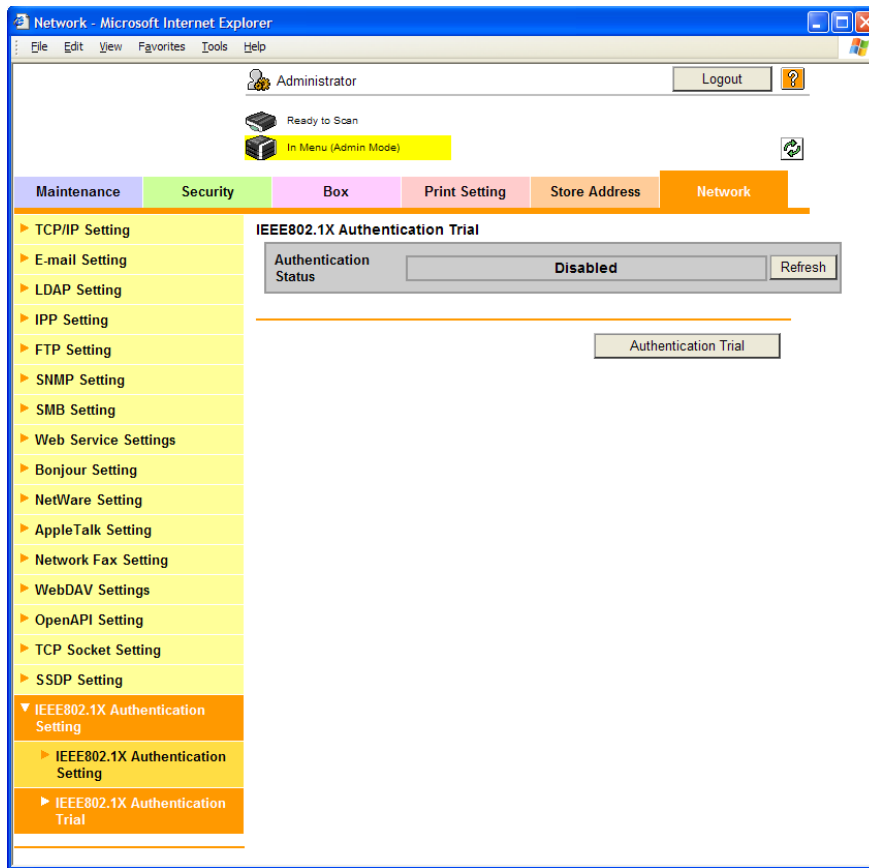 Network - Microsoft Internet Explorer
File Edit View Favorites Tools Help
Administrator
Logout
?
Ready to Scan
In Menu (Admin Mode)
Maintenance Security Box Print Setting Store Address Network
TCP/IP Setting
E-mail Setting
LDAP Setting
IPP Setting
FTP Setting
SNMP Setting
SMB Setting
Web Service Settings
Bonjour Setting
NetWare Setting
AppleTalk Setting
Network Fax Setting
WebDAV Settings
OpenAPI Setting
TCP Socket Setting
SSDP Setting
IEEE802.1X Authentication
Setting
IEEE802.1X Authentication
Setting
IEEE802.1X Authentication
Trial
IEEE802.1X Authentication Trial
Authentication
Status
Disabled
Refresh
Authentication Trial